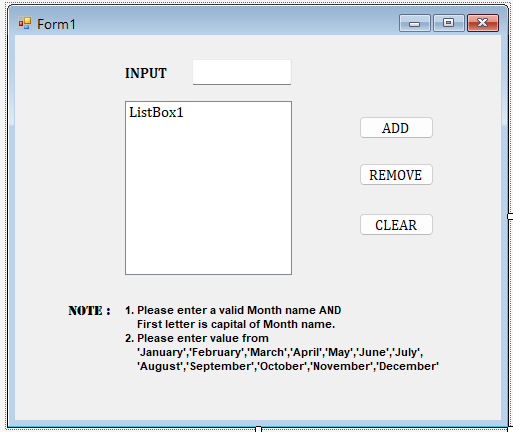 Form1
INPUT
ListBox1
ADD
REMOVE
CLEAR
NOTE : 1. Please enter a valid Month name AND
First letter is capital of Month name.
2. Please enter value from
'January','February','March','April','May','June','July',
'August','September','October','November','December'